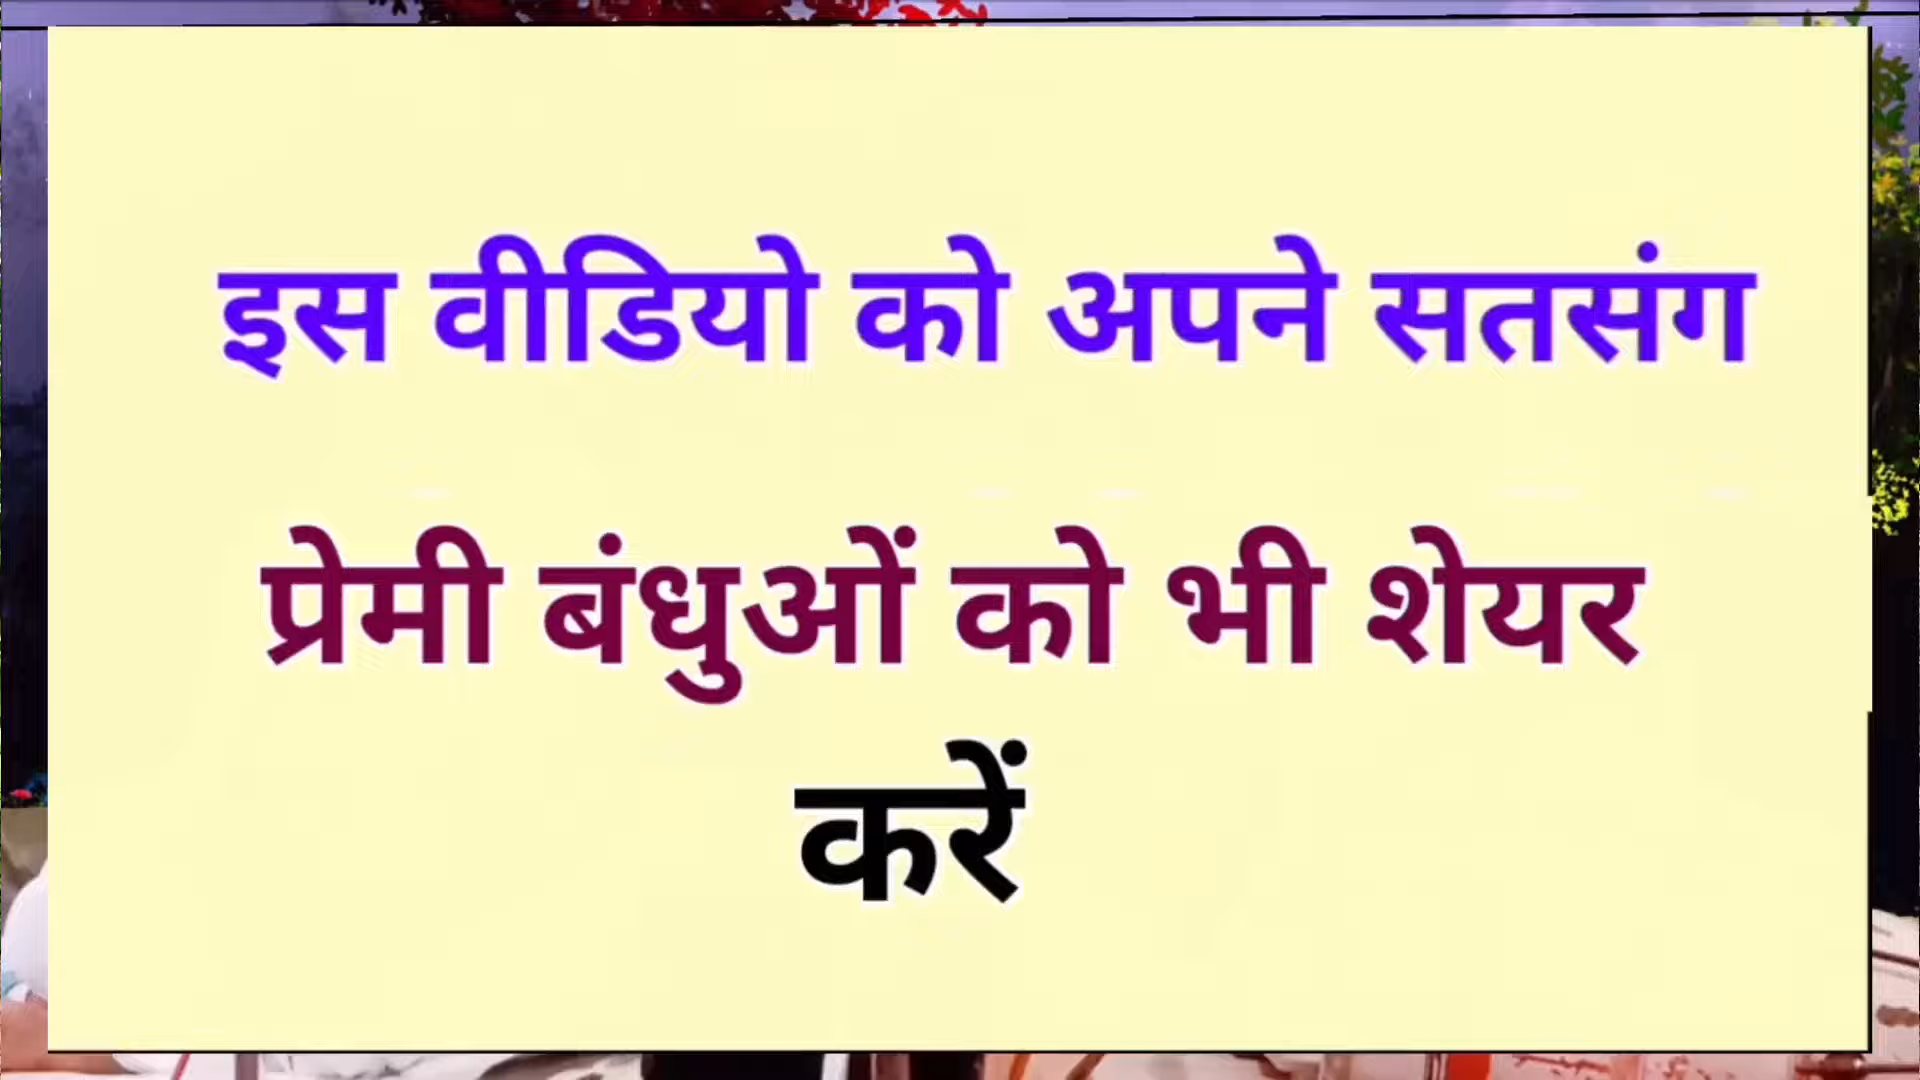 इस वीडियो को अपने सतसंग
प्रेमी बंधुओं को भी शेयर
करें